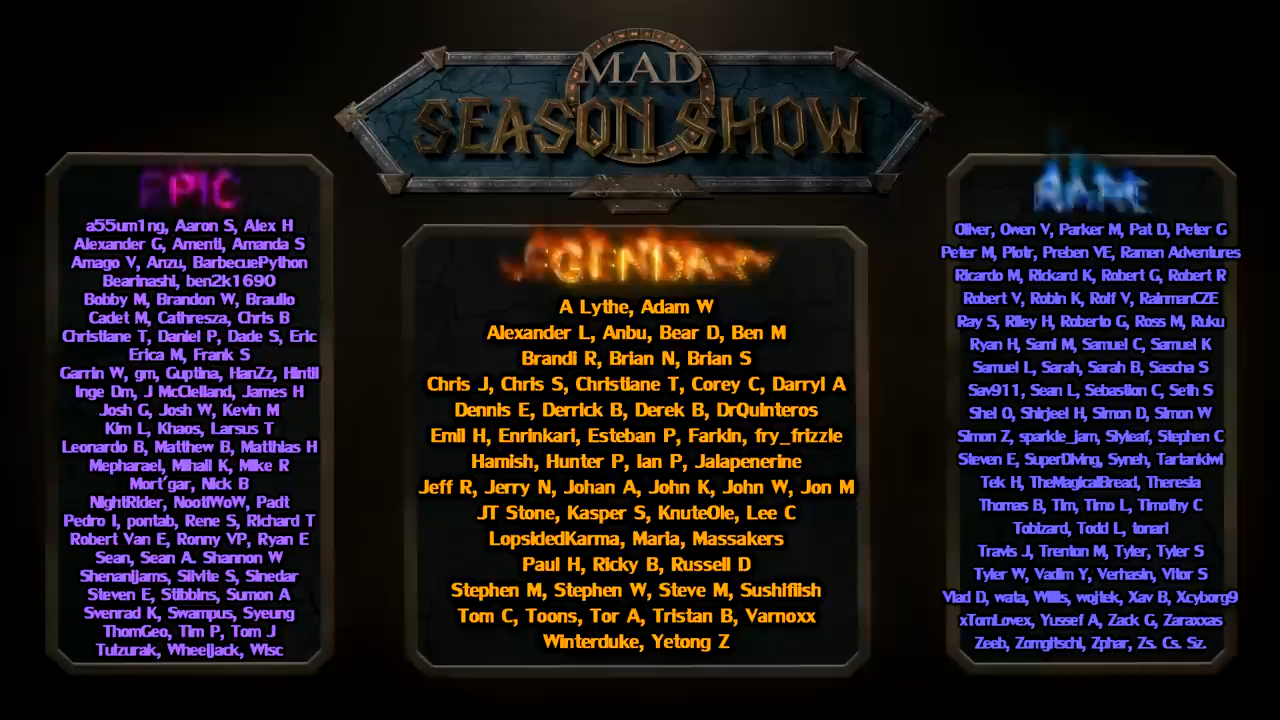 MAD
SEASON SHOW
EPIC
a55um1ng, Aaron S, Alex H
Alexander G, Amenti, Amanda S
Amago V, Anzu, BarbecuePython
Bearinashi, ben2k1690
Bobby M, Brandon W, Braulio
Cadet M, Cathresza, Chris B
Christiane T, Daniel P, Dade S, Eric
Erica M, Frank S
Garrin W, gm, Guptina, HanZz, Hintil
Inge Dm, J McClelland, James H
Josh G, Josh W, Kevin M
Kim L, Khaos, Larsus T
Leonardo B, Matthew B, Matthias H
Mepharael, Mihail K, Mike R
Mort'gar, Nick B
NightRider, NootiWoW, Padt
Pedro I, pontab, Rene S, Richard T
Robert Van E, Ronny VP, Ryan E
Sean, Sean A. Shannon W
Shenanijams, Silvite S, Sinedar
Steven E, Stibbins, Sumon A
Svenrad K, Swampus, Syeung
ThomGeo, Tim P, Tom J
Tulzurak, Wheeljack, Wisc
LEGENDARY
A Lythe, Adam W
Alexander L, Anbu, Bear D, Ben M
Brandi R, Brian N, Brian S
Chris J, Chris S, Christiane T, Corey C, Darryl A
Dennis E, Derrick B, Derek B, DrQuinteros
Emil H, Enrinkari, Esteban P, Farkin, fry_frizzle
Hamish, Hunter P, Ian P, Jalapenerine
Jeff R, Jerry N, Johan A, John K, John W, Jon M
JT Stone, Kasper S, KnuteOle, Lee C
LopsidedKarma, Maria, Massakers
Paul H, Ricky B, Russell D
Stephen M, Stephen W, Steve M, Sushifiish
Tom C, Toons, Tor A, Tristan B, Varnoxx
Winterduke, Yetong Z
RARE
Oliver, Owen V, Parker M, Pat D, Peter G
Peter M, Piotr, Preben VE, Ramen Adventures
Ricardo M, Rickard K, Robert G, Robert R
Robert V, Robin K, Rolf V, RainmanCZE
Ray S, Riley H, Roberto G, Ross M, Ruku
Ryan H, Sami M, Samuel C, Samuel K
Samuel L, Sarah, Sarah B, Sascha S
Sav911, Sean L, Sebastion C, Seth S
Shel O, Shirjeel H, Simon D, Simon W
Simon Z, sparkle_jam, Slyleaf, Stephen C
Steven E, SuperDiving, Syneh, Tartankiwi
Tek H, TheMagicalBread, Theresia
Thomas B, Tim, Timo L, Timothy C
Tobizard, Todd L, tonari
Travis J, Trenton M, Tyler, Tyler S
Tyler W, Vadim Y, Verhasin, Vitor S
Vlad D, wata, Willis, wojtek, Xav B, Xcyborg9
xTomLovex, Yussef A, Zack G, Zaraxxas
Zeeb, Zomgitschi, Zphar, Zs. Cs. Sz.